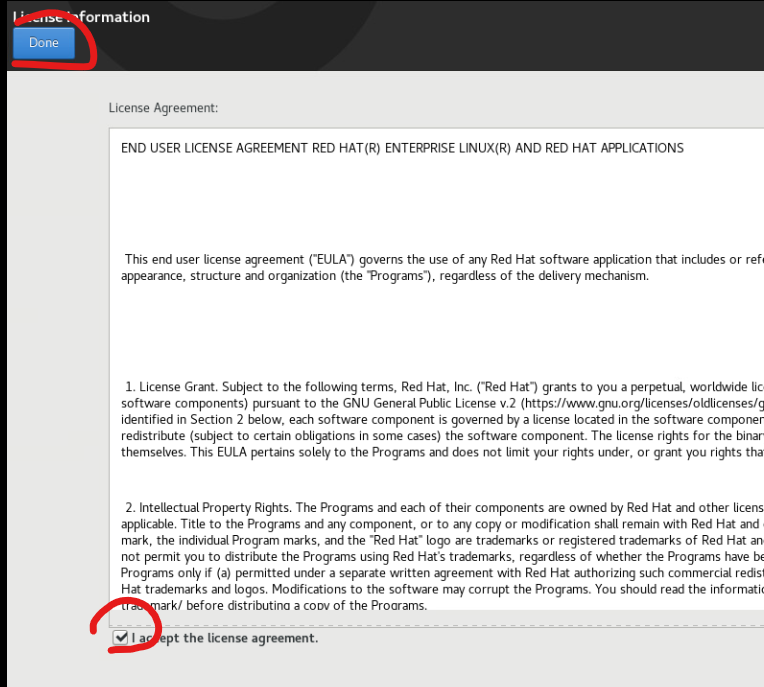 License Information
Done
License Agreement:
END USER LICENSE AGREEMENT RED HAT(R) ENTERPRISE LINUX(R) AND RED HAT APPLICATIONS
This end user license agreement ("EULA") governs the use of any Red Hat software application that includes or
appearance, structure and organization (the "Programs"), regardless of the delivery mechanism.
1. License Grant. Subject to the following terms, Red Hat, Inc. ("Red Hat") grants to you a perpetual, worldwide
software components) pursuant to the GNU General Public License v.2 (https://www.gnu.org/licenses/oldlicenses/g
identified in Section 2 below, each software component is governed by a license located in the software
redistribute (subject to certain obligations in some cases) the software component. The license rights for the
themselves. This EULA pertains solely to the Programs and does not limit your rights under, or grant you rights
2. Intellectual Property Rights. The Programs and each of their components are owned by Red Hat and other
applicable. Title to the Programs and any component, or to any copy or modification shall remain with Red Hat and
mark, the individual Program marks, and the "Red Hat" logo are trademarks or registered trademarks of Red Hat
not permit you to distribute the Programs using Red Hat's trademarks, regardless of whether the Programs have
Programs only if (a) permitted under a separate written agreement with Red Hat authorizing such commercial
Hat trademarks and logos. Modifications to the software may corrupt the Programs. You should read the
trademark/ before distributing a copy of the Programs.
I accept the license agreement.